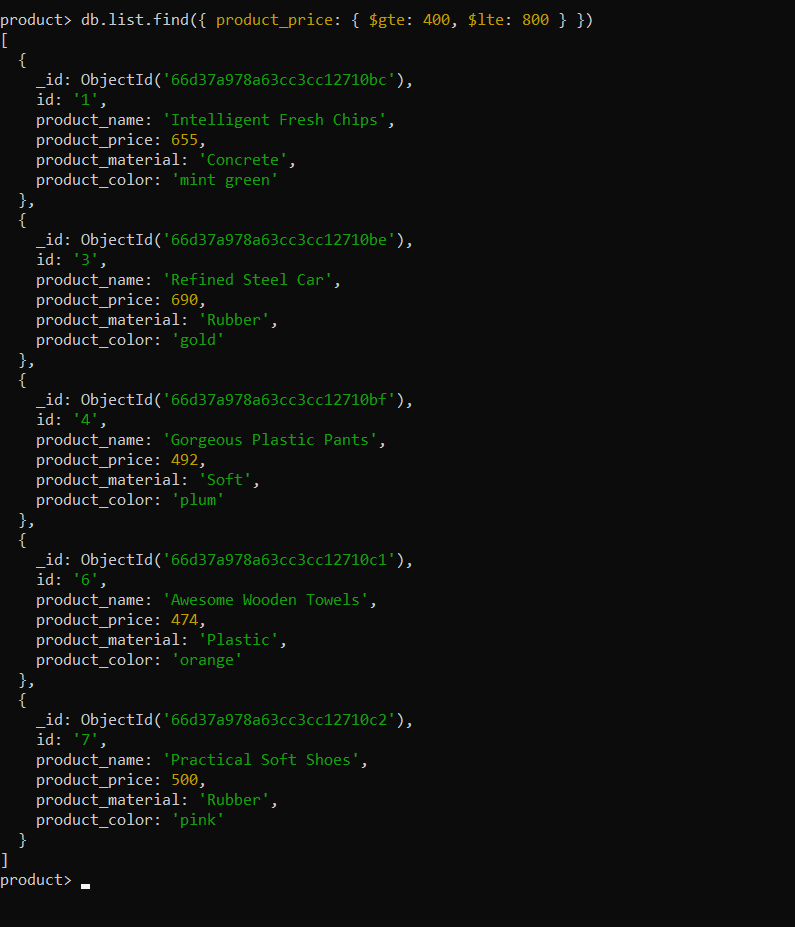 product> db.list.find({ product_price: { $gte: 400, $lte: 800 } })
[
  {
    _id: ObjectId('66d37a978a63cc3cc12710bc'),
    id: '1',
    product_name: 'Intelligent Fresh Chips',
    product_price: 655,
    product_material: 'Concrete',
    product_color: 'mint green'
  },
  {
    _id: ObjectId('66d37a978a63cc3cc12710be'),
    id: '3',
    product_name: 'Refined Steel Car',
    product_price: 690,
    product_material: 'Rubber',
    product_color: 'gold'
  },
  {
    _id: ObjectId('66d37a978a63cc3cc12710bf'),
    id: '4',
    product_name: 'Gorgeous Plastic Pants',
    product_price: 492,
    product_material: 'Soft',
    product_color: 'plum'
  },
  {
    _id: ObjectId('66d37a978a63cc3cc12710c1'),
    id: '6',
    product_name: 'Awesome Wooden Towels',
    product_price: 474,
    product_material: 'Plastic',
    product_color: 'orange'
  },
  {
    _id: ObjectId('66d37a978a63cc3cc12710c2'),
    id: '7',
    product_name: 'Practical Soft Shoes',
    product_price: 500,
    product_material: 'Rubber',
    product_color: 'pink'
  }
]
product>